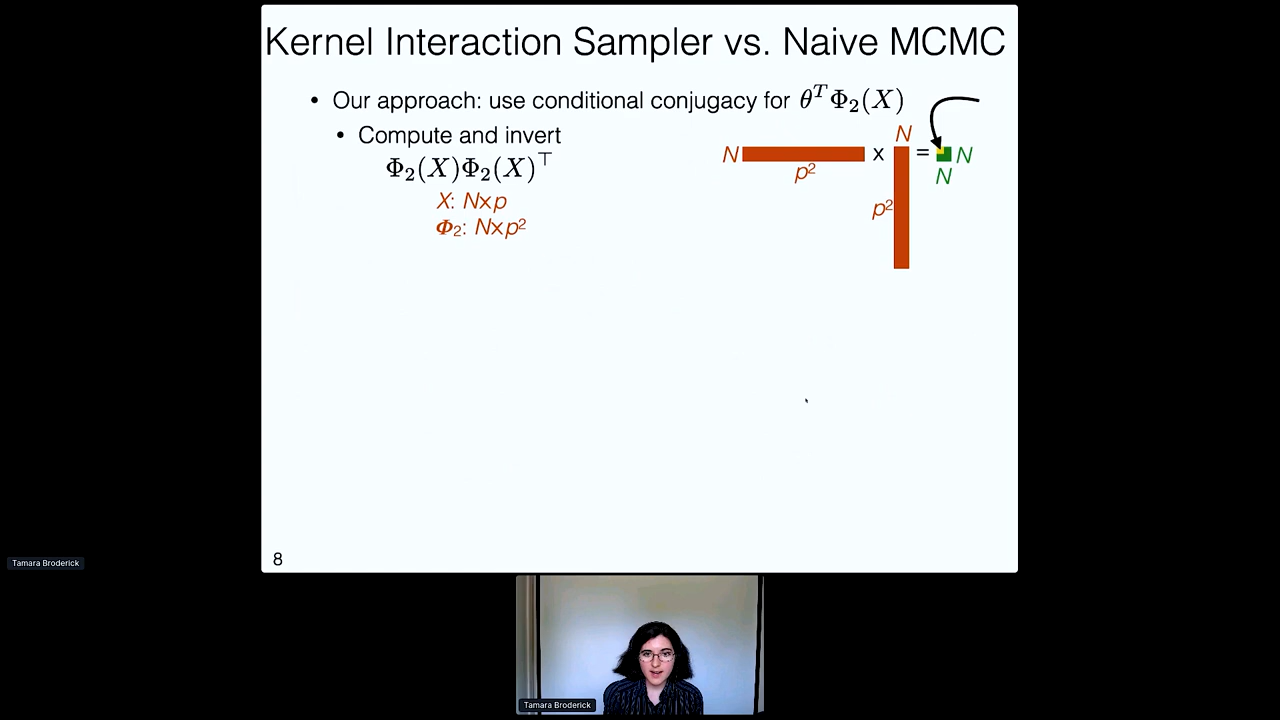 Kernel Interaction Sampler vs. Naive MCMC
• Our approach: use conditional conjugacy for θᵀΦ₂(X)
• Compute and invert
Φ₂(X)Φ₂(X)⊤
X: N×p
Φ₂: N×p²
N
p²
x
N
p²
=
N
N
8
Tamara Broderick
Tamara Broderick